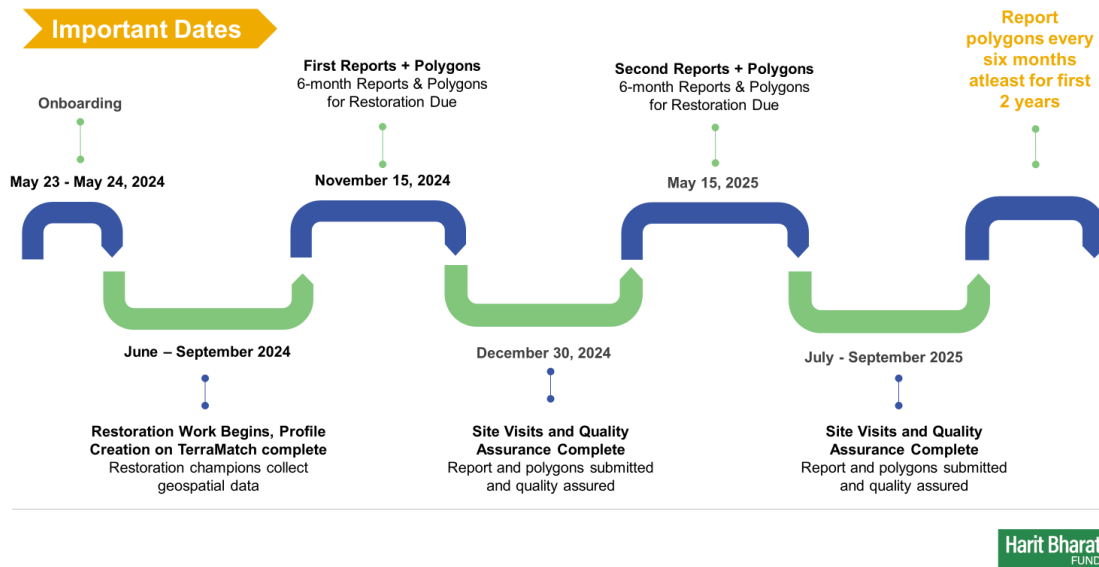 Important Dates
Onboarding
May 23 - May 24, 2024
June – September 2024
Restoration Work Begins, Profile
Creation on TerraMatch complete
Restoration champions collect
geospatial data
First Reports + Polygons
6-month Reports & Polygons
for Restoration Due
November 15, 2024
December 30, 2024
Site Visits and Quality
Assurance Complete
Report and polygons submitted
and quality assured
Second Reports + Polygons
6-month Reports & Polygons
for Restoration Due
May 15, 2025
July - September 2025
Site Visits and Quality
Assurance Complete
Report and polygons submitted
and quality assured
Report
polygons every
six months
atleast for first
2 years
Harit Bharat
FUND